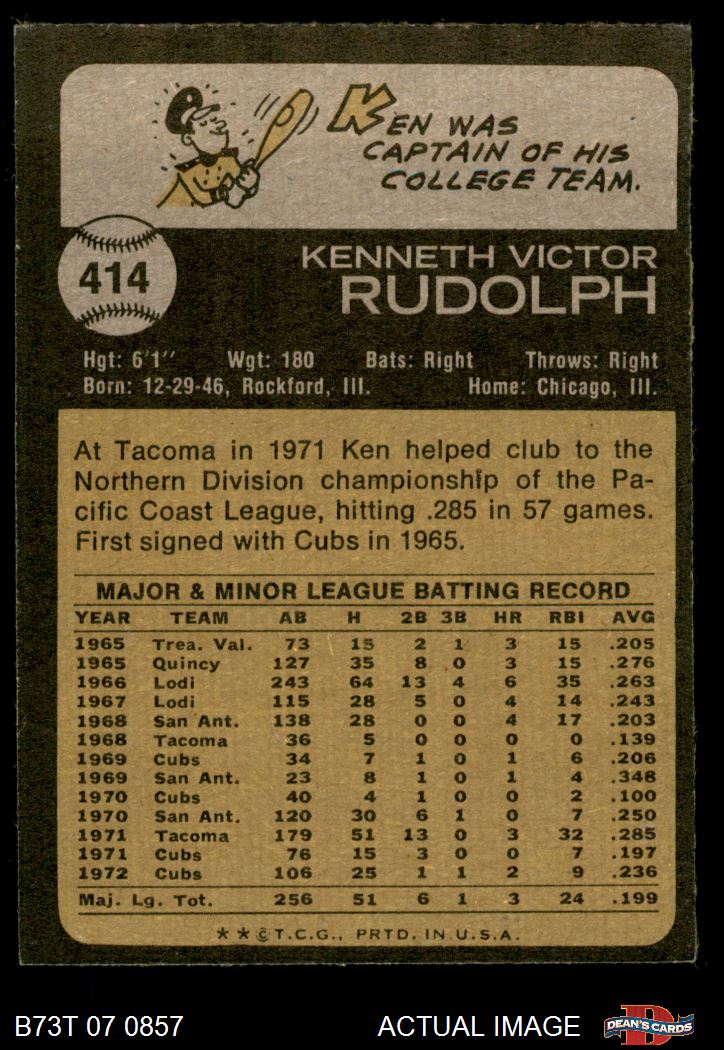 KEN WAS
CAPTAIN OF HIS
COLLEGE TEAM.
414
KENNETH VICTOR
RUDOLPH
Hgt: 6'1" Wgt: 180 Bats: Right Throws: Right
Born: 12-29-46, Rockford, Ill. Home: Chicago, Ill.
At Tacoma in 1971 Ken helped club to the
Northern Division championship of the Pa-
cific Coast League, hitting .285 in 57 games.
First signed with Cubs in 1965.
MAJOR & MINOR LEAGUE BATTING RECORD
YEAR TEAM AB H 2B 3B HR RBI AVG
1965 Trea. Val. 73 15 2 1 3 15 .205
1965 Quincy 127 35 8 0 3 15 .276
1966 Lodi 243 64 13 4 6 35 .263
1967 Lodi 115 28 5 0 4 14 .243
1968 San Ant. 138 28 0 0 4 17 .203
1968 Tacoma 36 5 0 0 0 0 .139
1969 Cubs 34 7 1 0 1 6 .206
1969 San Ant. 23 8 1 0 1 4 .348
1970 Cubs 40 4 1 0 0 2 .100
1970 San Ant. 120 30 6 1 0 7 .250
1971 Tacoma 179 51 13 0 3 32 .285
1971 Cubs 76 15 3 0 0 7 .197
1972 Cubs 106 25 1 1 2 9 .236
Maj. Lg. Tot. 256 51 6 1 3 24 .199
★★©T.C.G., PRTD. IN U.S.A.
B73T 07 0857 ACTUAL IMAGE D DEAN'S CARDS